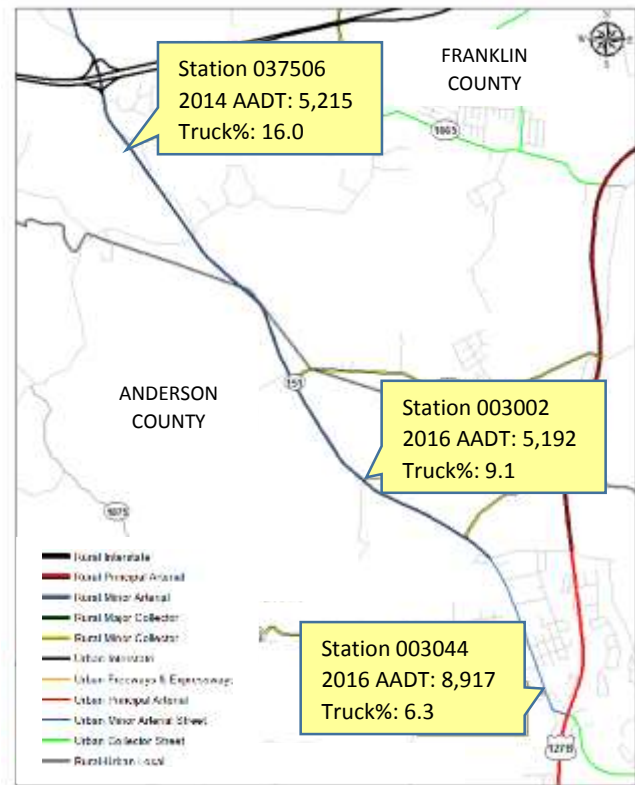 N
W
E
S
Station 037506
2014 AADT: 5,215
Truck%: 16.0
FRANKLIN
COUNTY
1665
ANDERSON
COUNTY
151
Station 003002
2016 AADT: 5,192
Truck%: 9.1
Rural Interstate
Rural Principal Arterial
Rural Minor Arterial
Rural Major Collector
Rural Minor Collector
Urban Interstate
Urban Freeways & Expressways
Urban Principal Arterial
Urban Minor Arterial Street
Urban Collector Street
Rural-Urban Local
Station 003044
2016 AADT: 8,917
Truck%: 6.3
127B